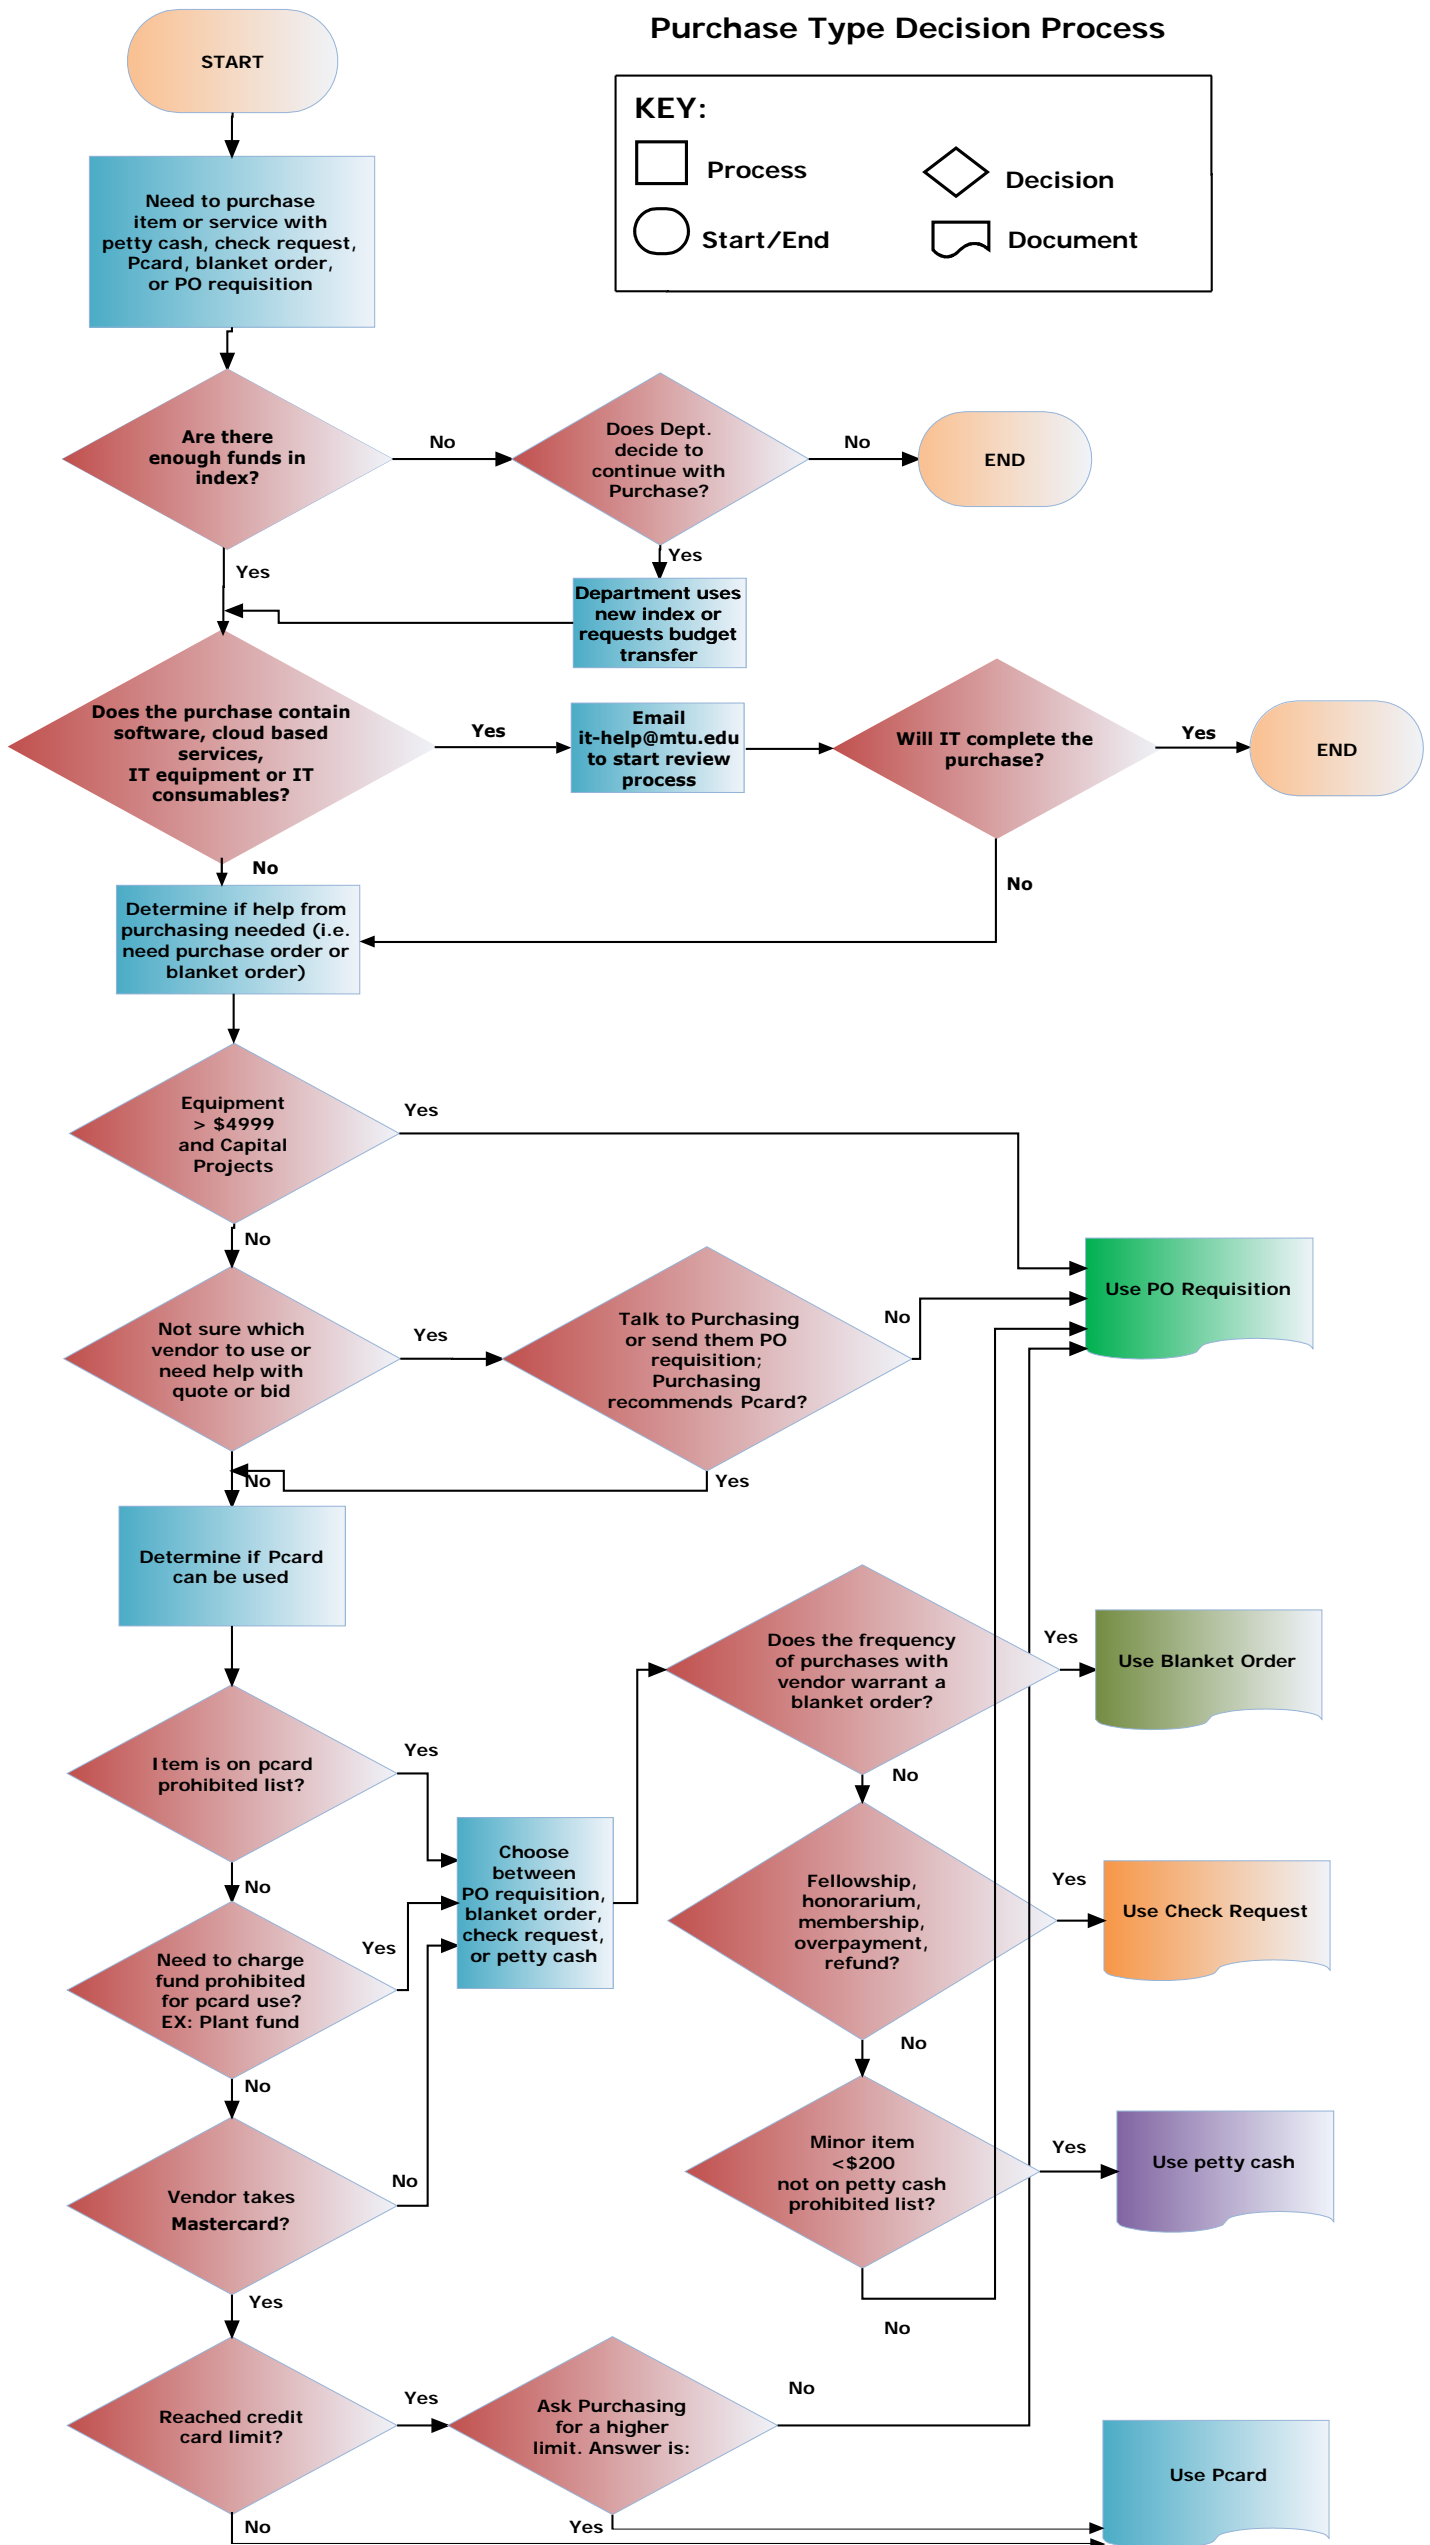 Purchase Type Decision Process
START
KEY:
Process
Decision
Start/End
Document
Need to purchase
item or service with
petty cash, check request,
Pcard, blanket order,
or PO requisition
Are there
enough funds in
index?
No
Does Dept.
decide to
continue with
Purchase?
No
END
Yes
Yes
Department uses
new index or
requests budget
transfer
Does the purchase contain
software, cloud based
services,
IT equipment or IT
consumables?
Yes
Email
it-help@mtu.edu
to start review
process
Will IT complete the
purchase?
Yes
END
No
No
Determine if help from
purchasing needed (i.e.
need purchase order or
blanket order)
Equipment
> $4999
and Capital
Projects
Yes
No
Use PO Requisition
Not sure which
vendor to use or
need help with
quote or bid
Yes
Talk to Purchasing
or send them PO
requisition;
Purchasing
recommends Pcard?
No
No
Yes
Determine if Pcard
can be used
Does the frequency
of purchases with
vendor warrant a
blanket order?
Yes
Use Blanket Order
Item is on pcard
prohibited list?
Yes
No
No
Choose
between
PO requisition,
blanket order,
check request,
or petty cash
Fellowship,
honorarium,
membership,
overpayment,
refund?
Yes
Use Check Request
Need to charge
fund prohibited
for pcard use?
EX: Plant fund
Yes
No
No
Minor item
<$200
not on petty cash
prohibited list?
Yes
Use petty cash
Vendor takes
Mastercard?
No
Yes
No
Reached credit
card limit?
Yes
Ask Purchasing
for a higher
limit. Answer is:
No
Use Pcard
No
Yes